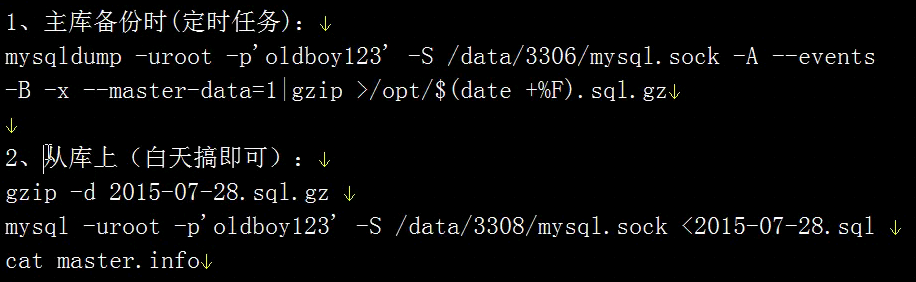 1、主库备份时(定时任务):↓
mysqldump -uroot -p'oldboy123' -S /data/3306/mysql.sock -A --events
-B -x --master-data=1|gzip >/opt/$(date +%F).sql.gz↓
↓
2、从库上（白天搞即可）:↓
gzip -d 2015-07-28.sql.gz ↓
mysql -uroot -p'oldboy123' -S /data/3308/mysql.sock <2015-07-28.sql ↓
cat master.info↓